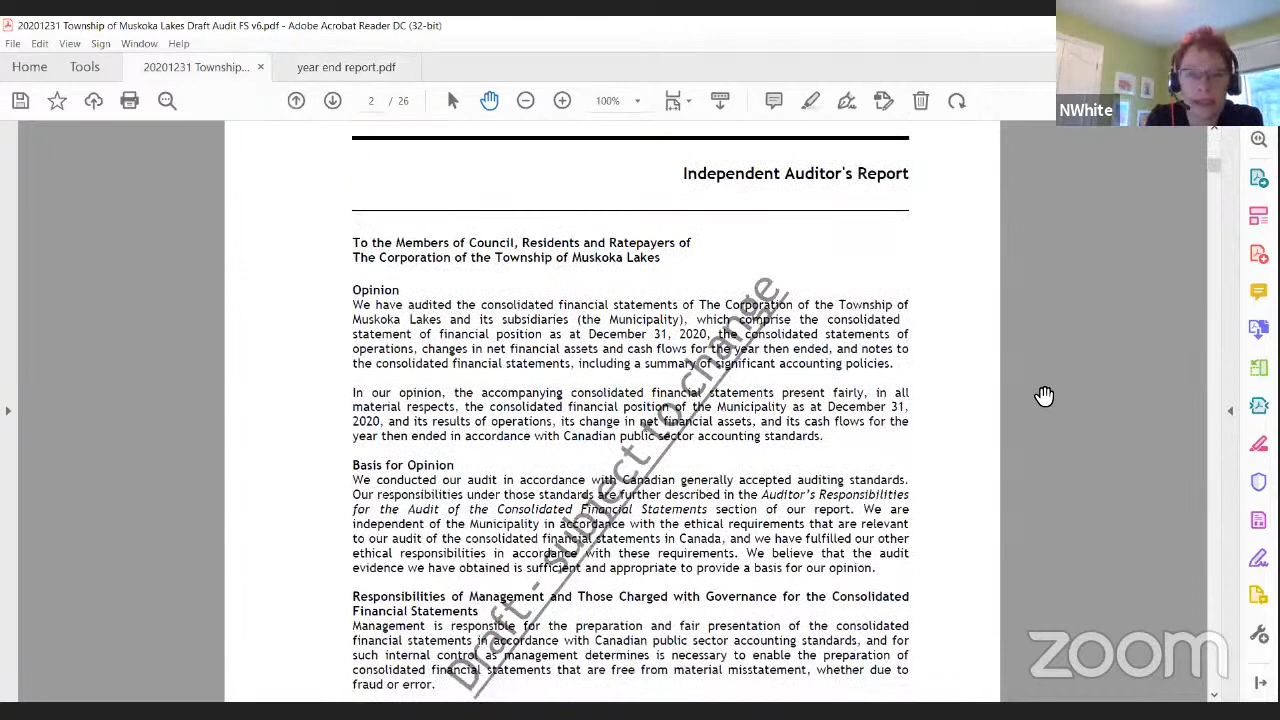 20201231 Township of Muskoka Lakes Draft Audit FS v6.pdf - Adobe Acrobat Reader DC (32-bit)
File Edit View Sign Window Help
Home Tools 20201231 Township... × year end report.pdf
2 / 26 100%
NWhite
Independent Auditor's Report
To the Members of Council, Residents and Ratepayers of
The Corporation of the Township of Muskoka Lakes
Opinion
We have audited the consolidated financial statements of The Corporation of the Township of
Muskoka Lakes and its subsidiaries (the Municipality), which comprise the consolidated
statement of financial position as at December 31, 2020, the consolidated statements of
operations, changes in net financial assets and cash flows for the year then ended, and notes to
the consolidated financial statements, including a summary of significant accounting policies.
In our opinion, the accompanying consolidated financial statements present fairly, in all
material respects, the consolidated financial position of the Municipality as at December 31,
2020, and its results of operations, its change in net financial assets, and its cash flows for the
year then ended in accordance with Canadian public sector accounting standards.
Basis for Opinion
We conducted our audit in accordance with Canadian generally accepted auditing standards.
Our responsibilities under those standards are further described in the Auditor's Responsibilities
for the Audit of the Consolidated Financial Statements section of our report. We are
independent of the Municipality in accordance with the ethical requirements that are relevant
to our audit of the consolidated financial statements in Canada, and we have fulfilled our other
ethical responsibilities in accordance with these requirements. We believe that the audit
evidence we have obtained is sufficient and appropriate to provide a basis for our opinion.
Responsibilities of Management and Those Charged with Governance for the Consolidated
Financial Statements
Management is responsible for the preparation and fair presentation of the consolidated
financial statements in accordance with Canadian public sector accounting standards, and for
such internal control as management determines is necessary to enable the preparation of
consolidated financial statements that are free from material misstatement, whether due to
fraud or error.
Draft - subject to change
zoom